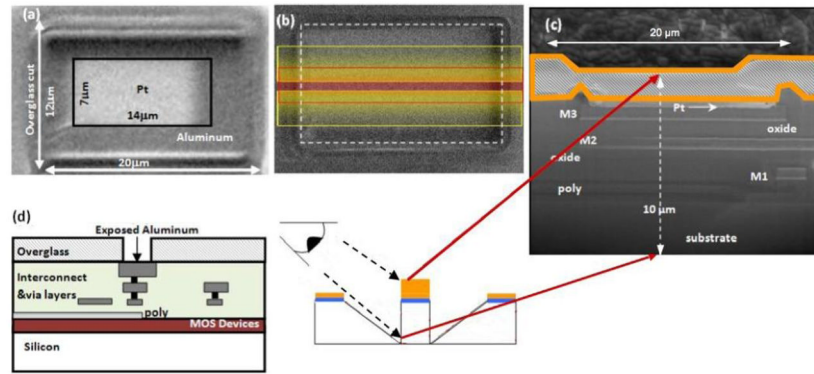 (a)
Overglass cut
12µm
7µm
Pt
14µm
Aluminum
20µm
(b)
(c)
20 µm
Pt
M3
oxide
M2
oxide
M1
poly
10 µm
substrate
(d)
Exposed Aluminum
Overglass
Interconnect
&via layers
poly
MOS Devices
Silicon